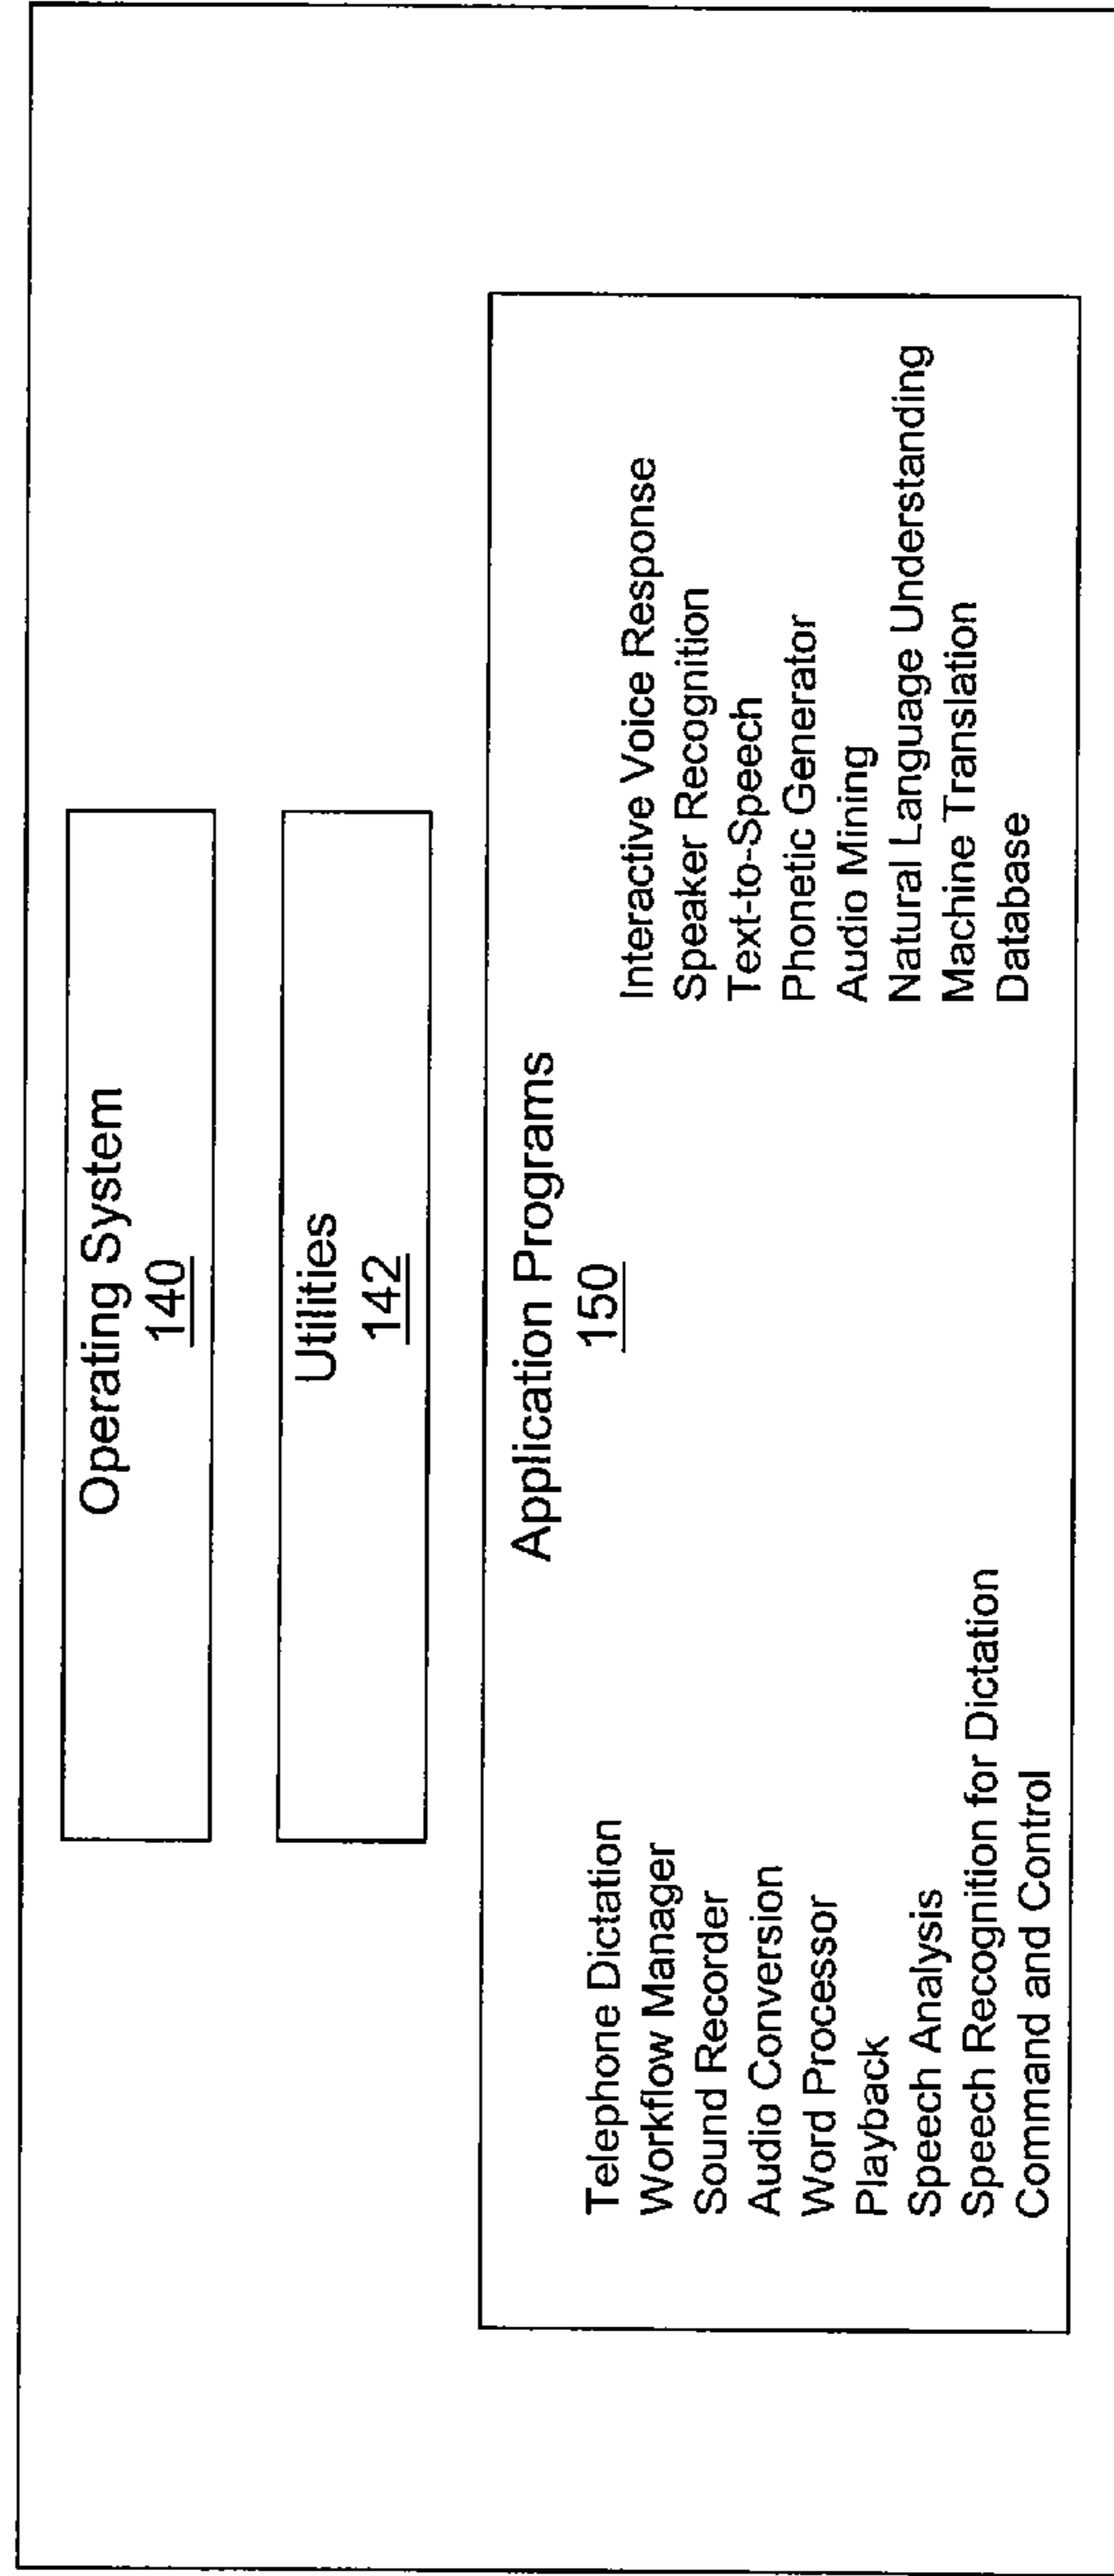 Operating System
140
Utilities
142
Application Programs
150
Telephone Dictation
Workflow Manager
Sound Recorder
Audio Conversion
Word Processor
Playback
Speech Analysis
Speech Recognition for Dictation
Command and Control
Interactive Voice Response
Speaker Recognition
Text-to-Speech
Phonetic Generator
Audio Mining
Natural Language Understanding
Machine Translation
Database